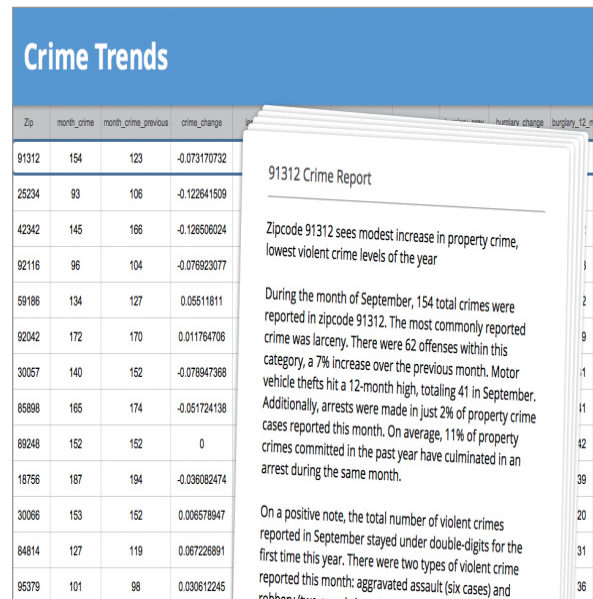 Crime Trends
Zip month_crime month_crime_previous crime_change burglary_change burglary_12_m
91312 154 123 -0.073170732
25234 93 106 -0.122641509
42342 145 166 -0.126506024
92116 96 104 -0.076923077
59186 134 127 0.05511811
92042 172 170 0.011764706
30057 140 152 -0.078947368
85898 165 174 -0.051724138
89248 152 152 0
18756 187 194 -0.036082474
30066 153 152 0.006578947
84814 127 119 0.067226891
95379 101 98 0.030612245
91312 Crime Report
Zipcode 91312 sees modest increase in property crime,
lowest violent crime levels of the year
During the month of September, 154 total crimes were
reported in zipcode 91312. The most commonly reported
crime was larceny. There were 62 offenses within this
category, a 7% increase over the previous month. Motor
vehicle thefts hit a 12-month high, totaling 41 in September.
Additionally, arrests were made in just 2% of property crime
cases reported this month. On average, 11% of property
crimes committed in the past year have culminated in an
arrest during the same month.
On a positive note, the total number of violent crimes
reported in September stayed under double-digits for the
first time this year. There were two types of violent crime
reported this month: aggravated assault (six cases) and
39
20
31
36